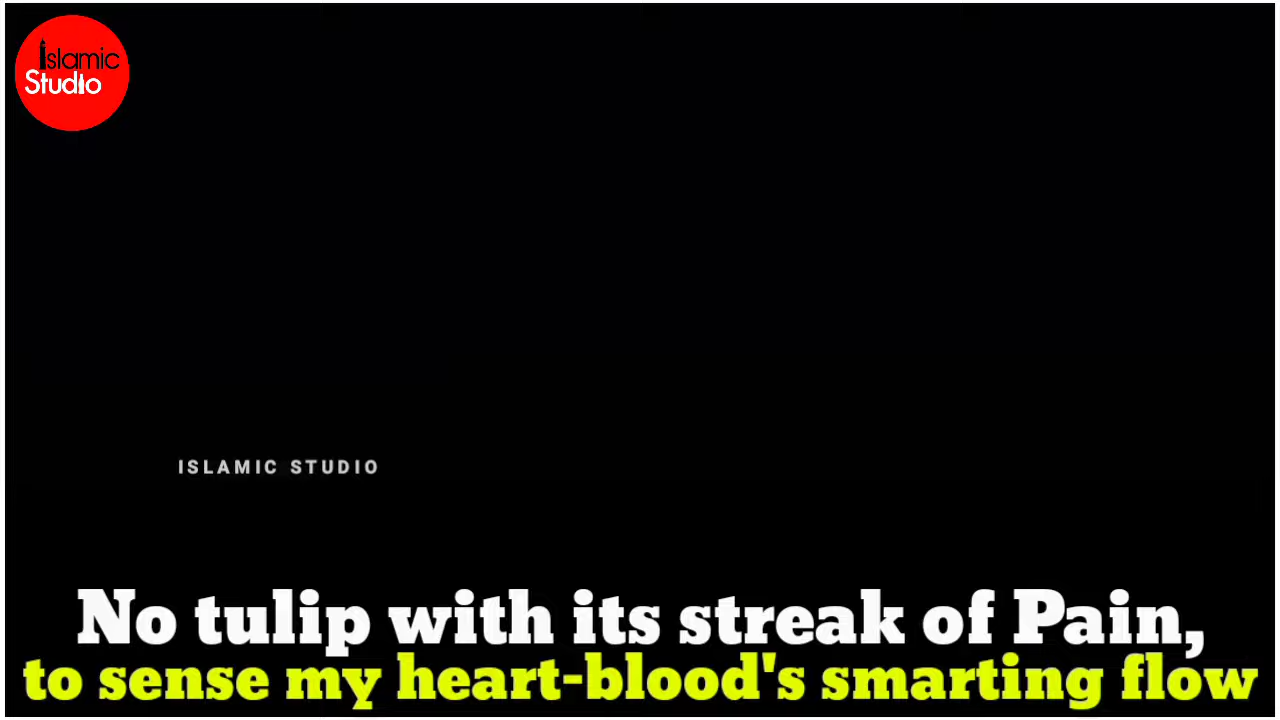 Islamic
Studio
ISLAMIC STUDIO
No tulip with its streak of Pain,
to sense my heart-blood's smarting flow